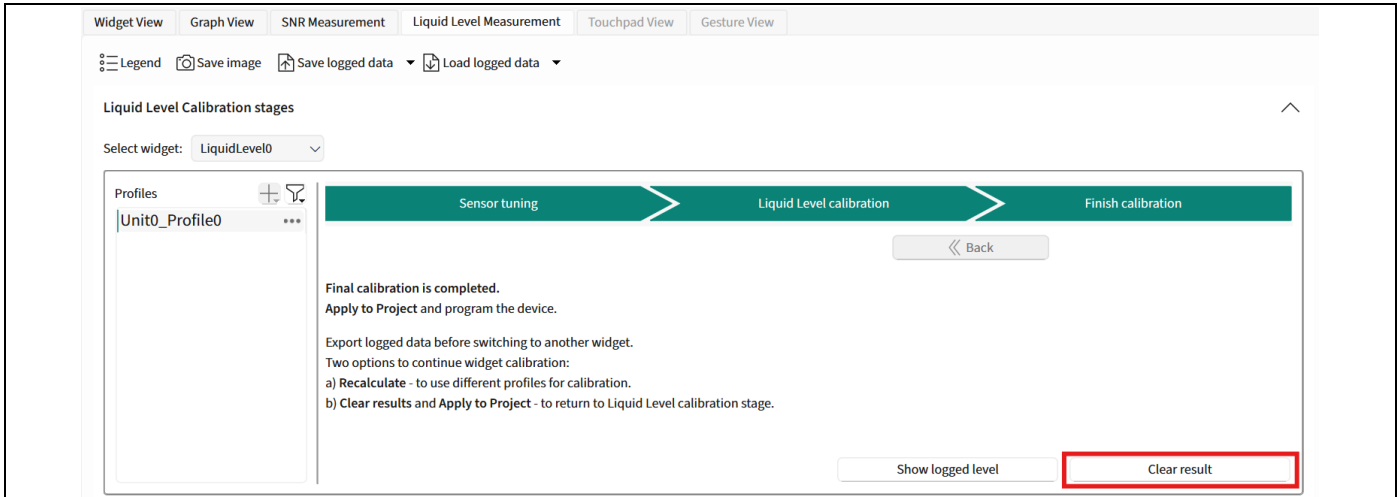 Widget View Graph View SNR Measurement Liquid Level Measurement Touchpad View Gesture View
Legend Save image Save logged data Load logged data
Liquid Level Calibration stages
Select widget: LiquidLevel0
Profiles
Unit0_Profile0
Sensor tuning Liquid Level calibration Finish calibration
Back
Final calibration is completed.
Apply to Project and program the device.
Export logged data before switching to another widget.
Two options to continue widget calibration:
a) Recalculate - to use different profiles for calibration.
b) Clear results and Apply to Project - to return to Liquid Level calibration stage.
Show logged level Clear result